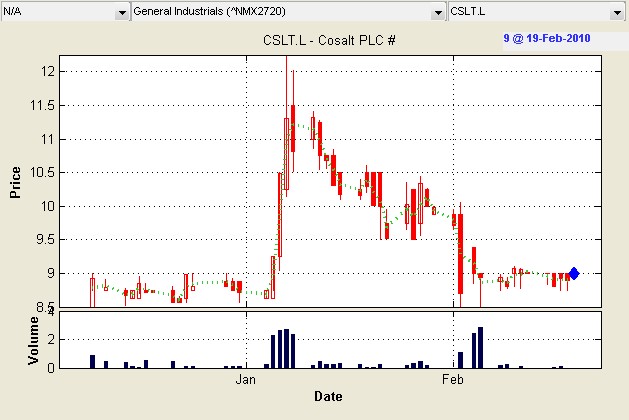 N/A General Industrials (^NMX2720) CSLT.L
CSLT.L - Cosalt PLC #
9 @ 19-Feb-2010
12
11.5
11
10.5
10
9.5
9
8.5
Price
4
2
0
Volume
Jan Feb
Date